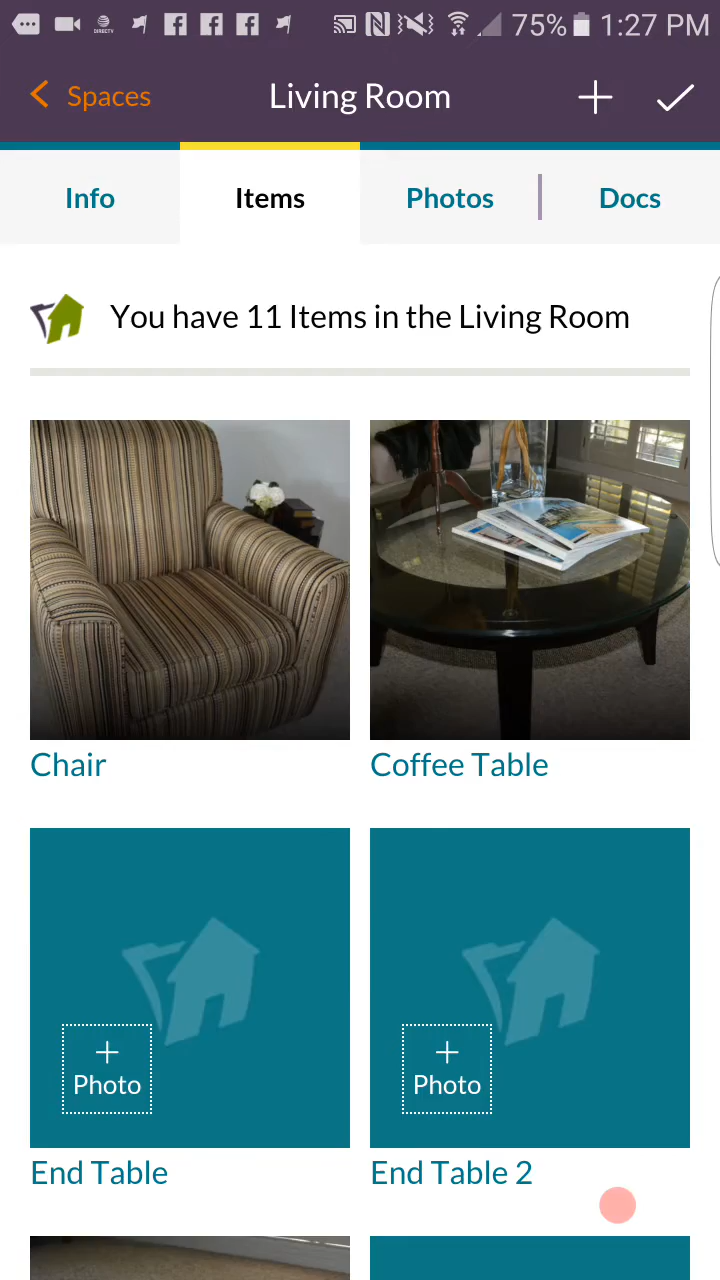 75% 1:27 PM
Spaces Living Room
Info Items Photos Docs
You have 11 Items in the Living Room
Chair Coffee Table
+ +
Photo Photo
End Table End Table 2